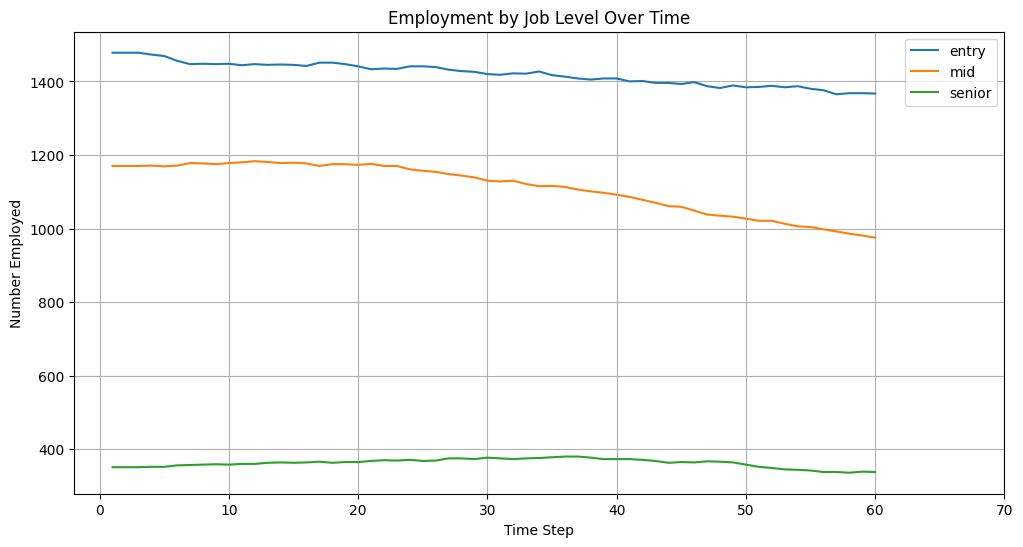 Employment by Job Level Over Time
entry
mid
senior
Number Employed
1400
1200
1000
800
600
400
0 10 20 30 40 50 60 70
Time Step